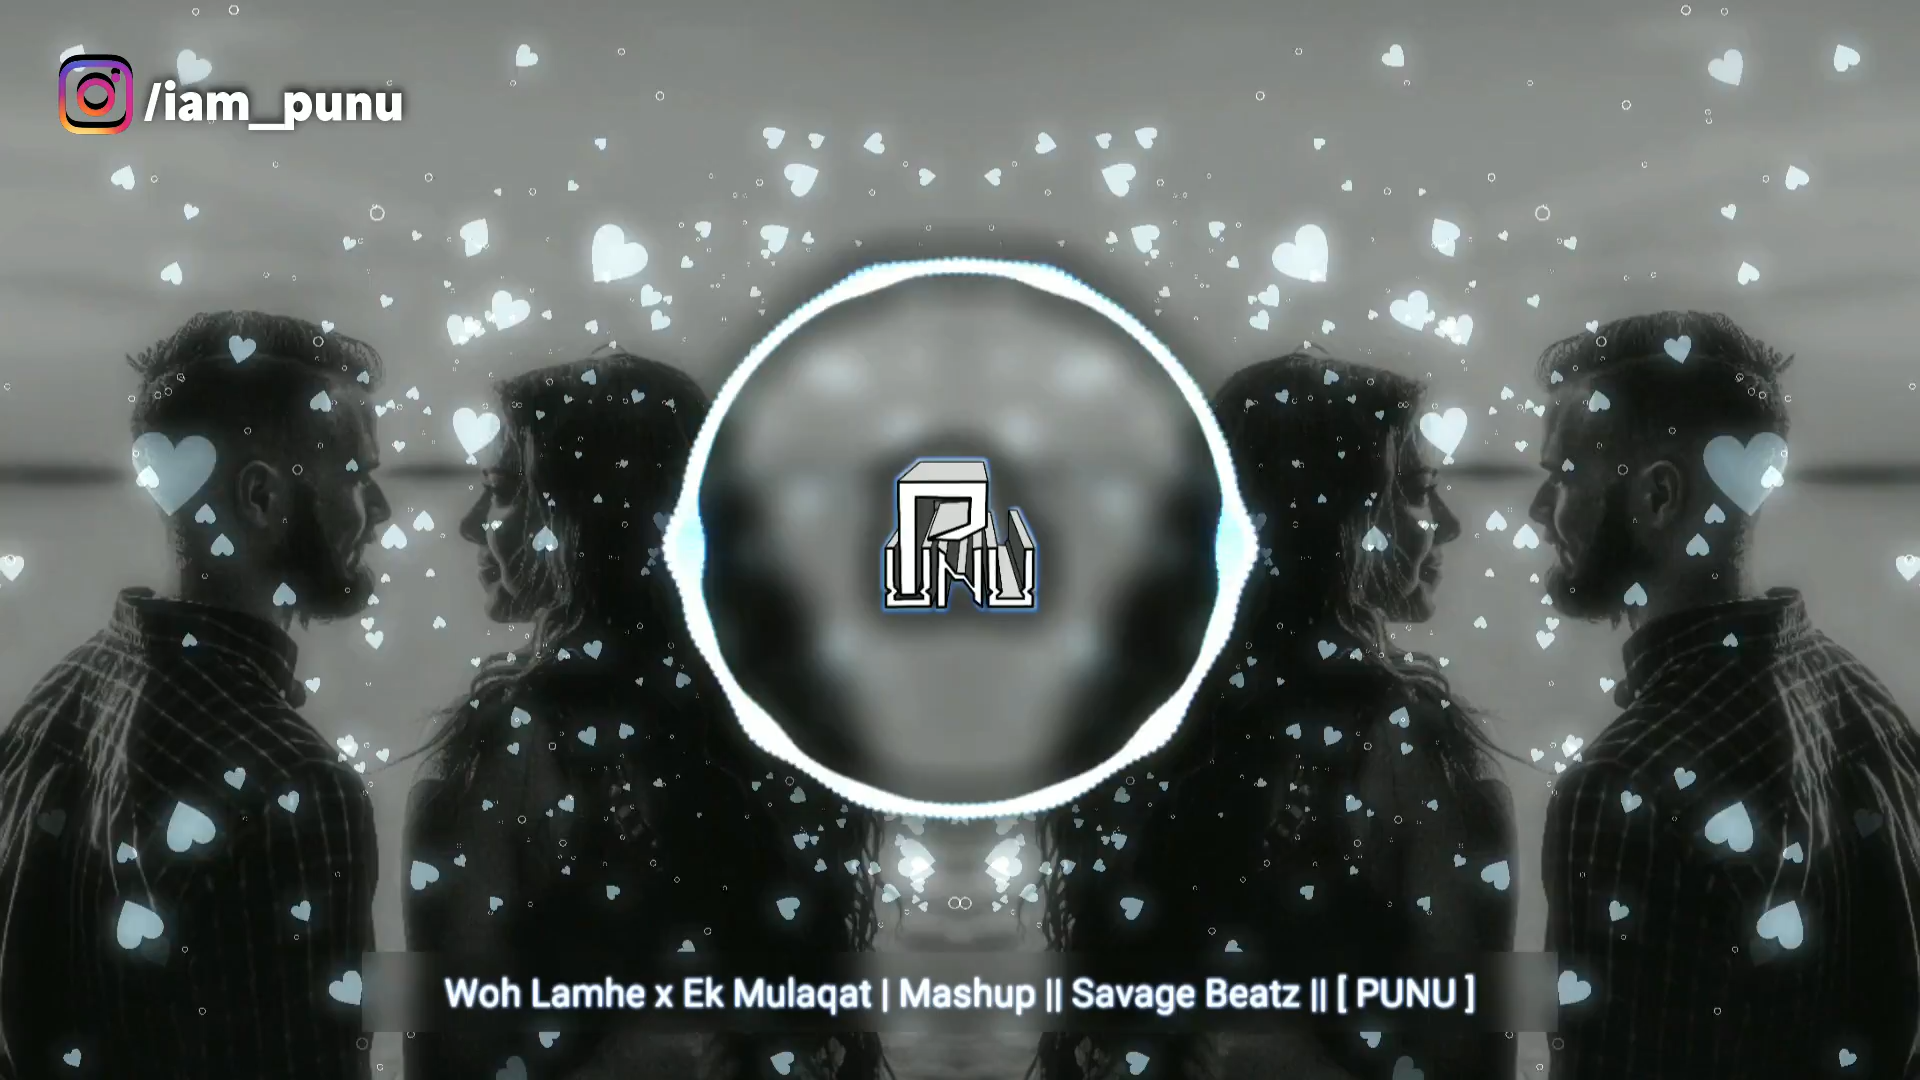 /iam_punu
PUNU
Woh Lamhe x Ek Mulaqat | Mashup || Savage Beatz || [ PUNU ]